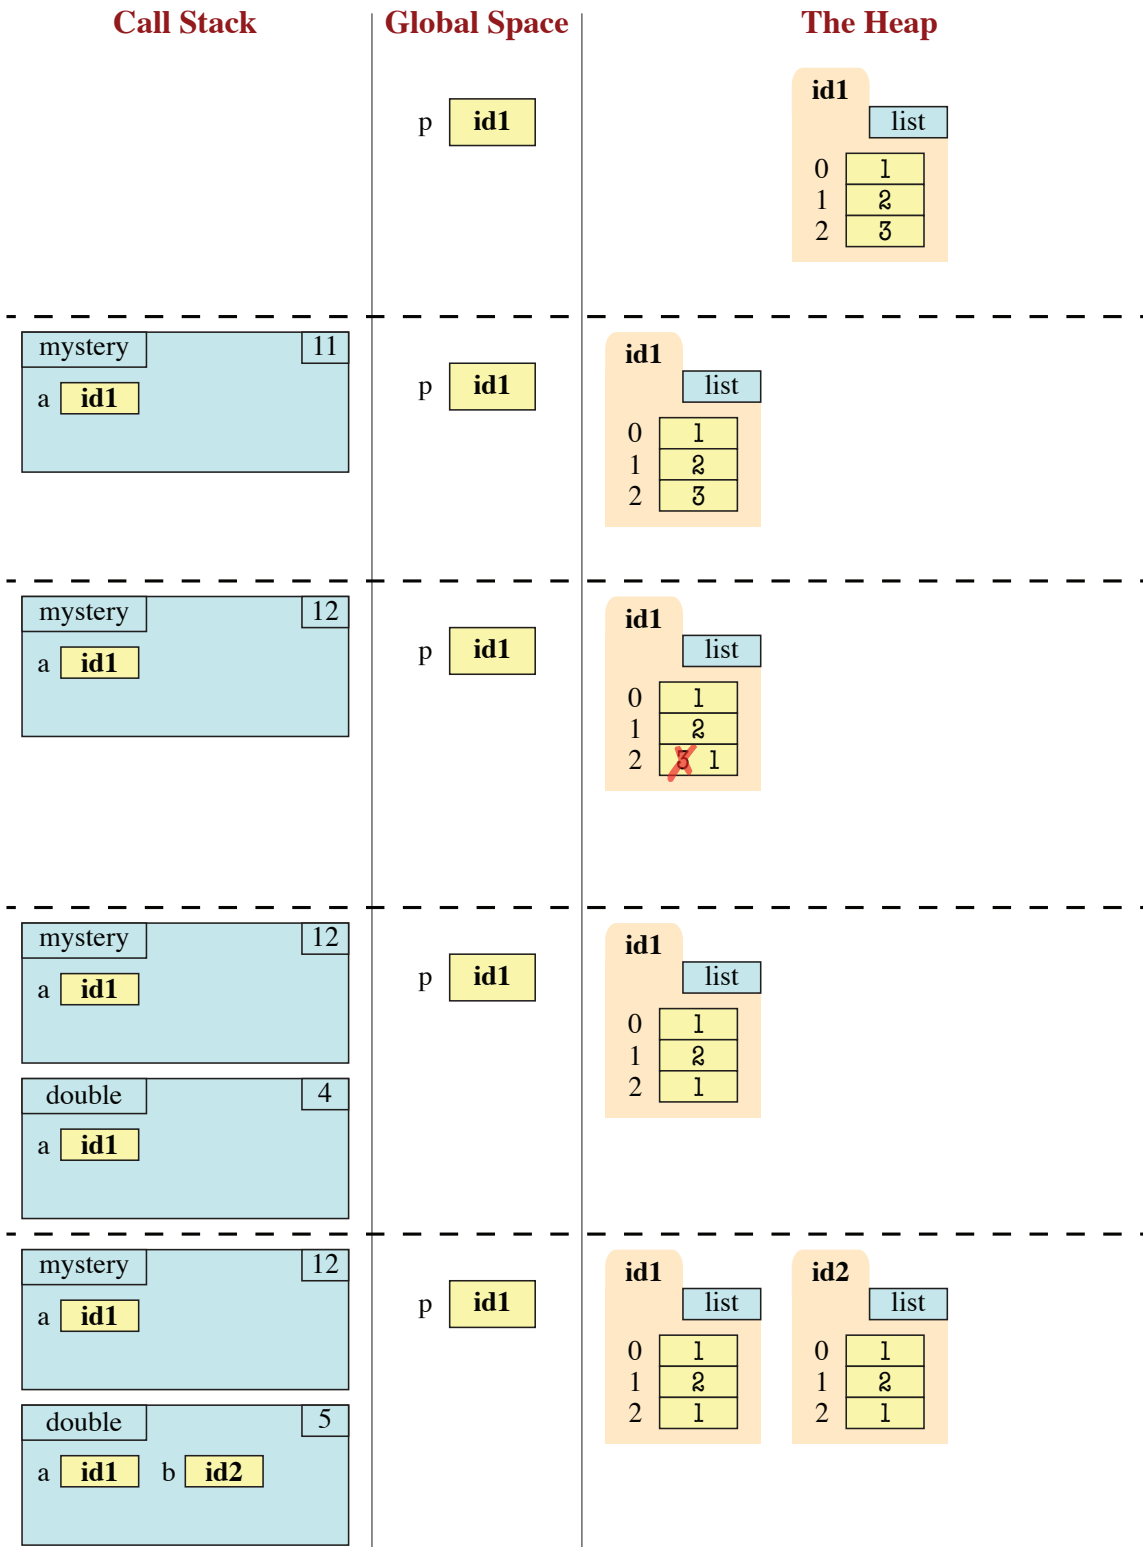 Call Stack Global Space The Heap
id1
p id1 list
0 1
1 2
2 3
mystery 11
id1
a id1 p id1 list
0 1
1 2
2 3
mystery 12
id1
a id1 p id1 list
0 1
1 2
2 3 1
mystery 12
id1
a id1 p id1 list
0 1
1 2
2 1
double 4
a id1
mystery 12
id1 id2
a id1 p id1 list list
0 1 0 1
1 2 1 2
2 1 2 1
double 5
a id1 b id2